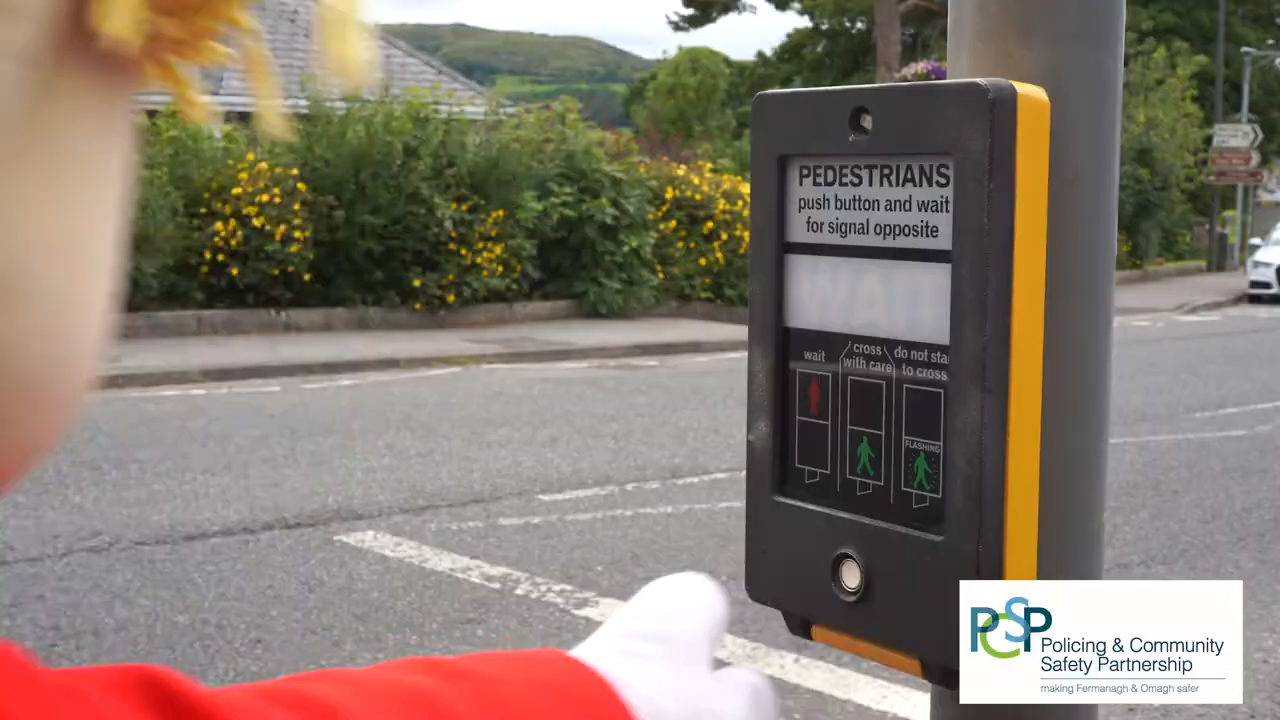 PEDESTRIANS
push button and wait
for signal opposite
WAIT
wait
cross
with care
do not sta
to cross
FLASHING
PCSP
Policing & Community
Safety Partnership
making Fermanagh & Omagh safer